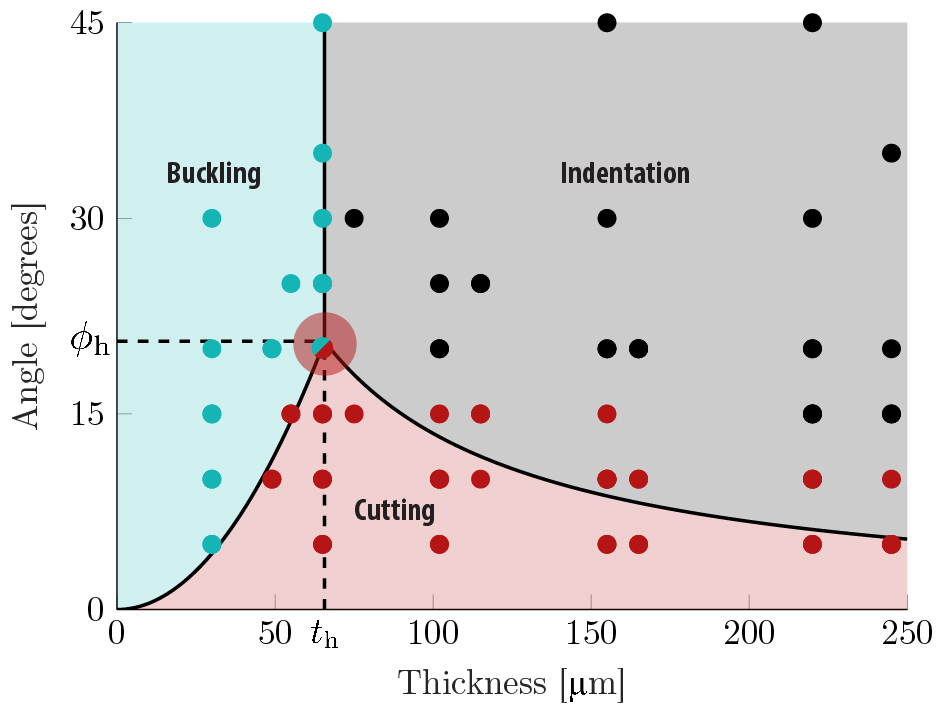 45
Buckling
Indentation
30
ϕh
15
Cutting
0
0
50
th
100
150
200
250
Angle [degrees]
Thickness [μm]